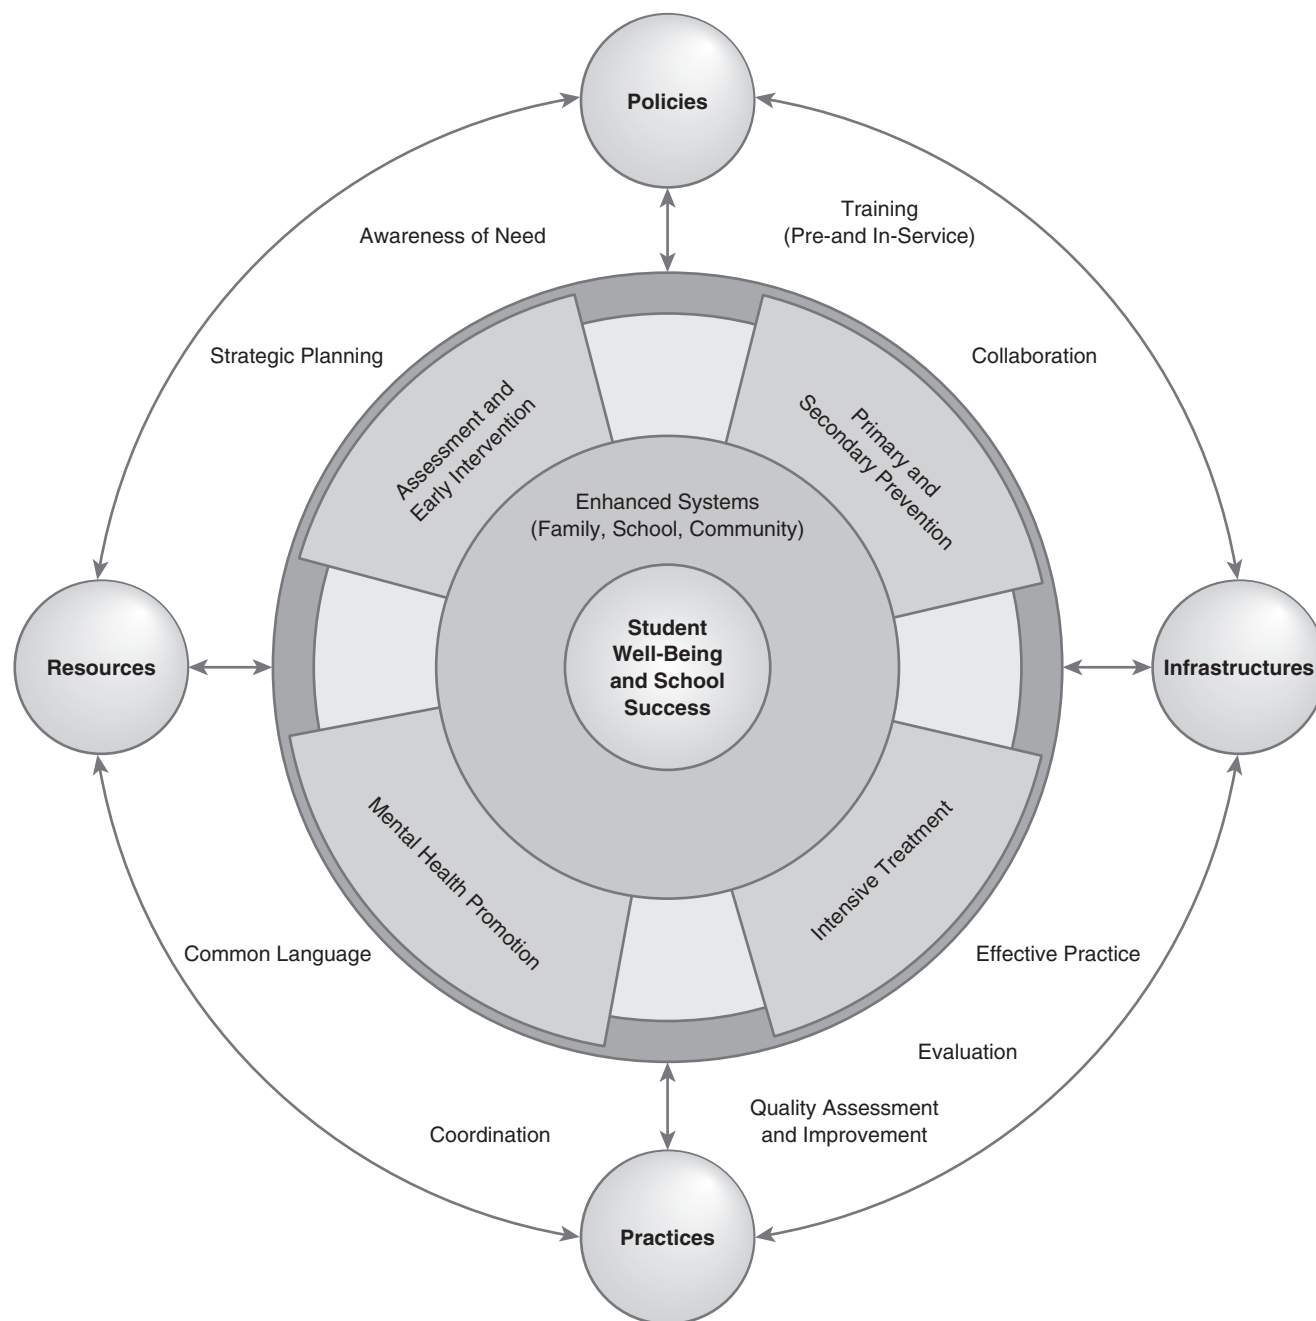 Policies
Training
(Pre-and In-Service)
Awareness of Need
Strategic Planning
Collaboration
Assessment and
Early Intervention
Primary and
Secondary Prevention
Enhanced Systems
(Family, School, Community)
Student
Well-Being
and School
Success
Resources
Infrastructures
Mental Health Promotion
Intensive Treatment
Common Language
Effective Practice
Evaluation
Quality Assessment
and Improvement
Coordination
Practices